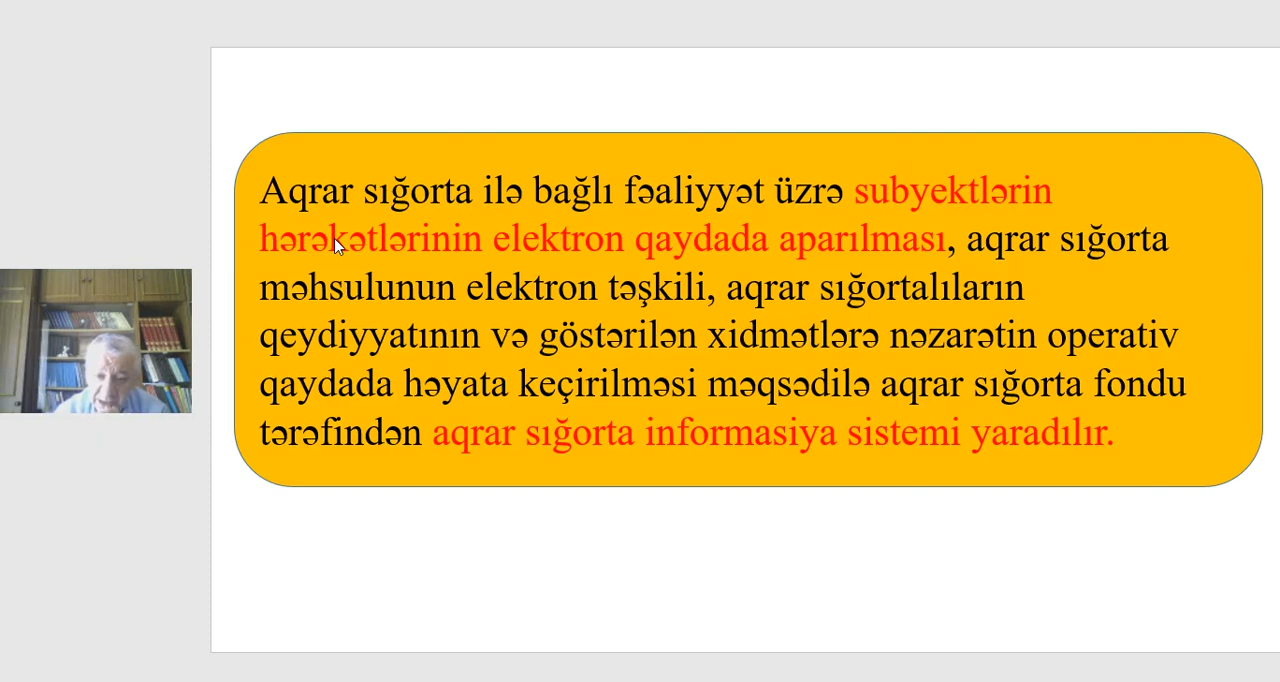 Aqrar sığorta ilə bağlı fəaliyyət üzrə subyektlərin
hərəkətlərinin elektron qaydada aparılması, aqrar sığorta
məhsulunun elektron təşkili, aqrar sığortalıların
qeydiyyatının və göstərilən xidmətlərə nəzarətin operativ
qaydada həyata keçirilməsi məqsədilə aqrar sığorta fondu
tərəfindən aqrar sığorta informasiya sistemi yaradılır.